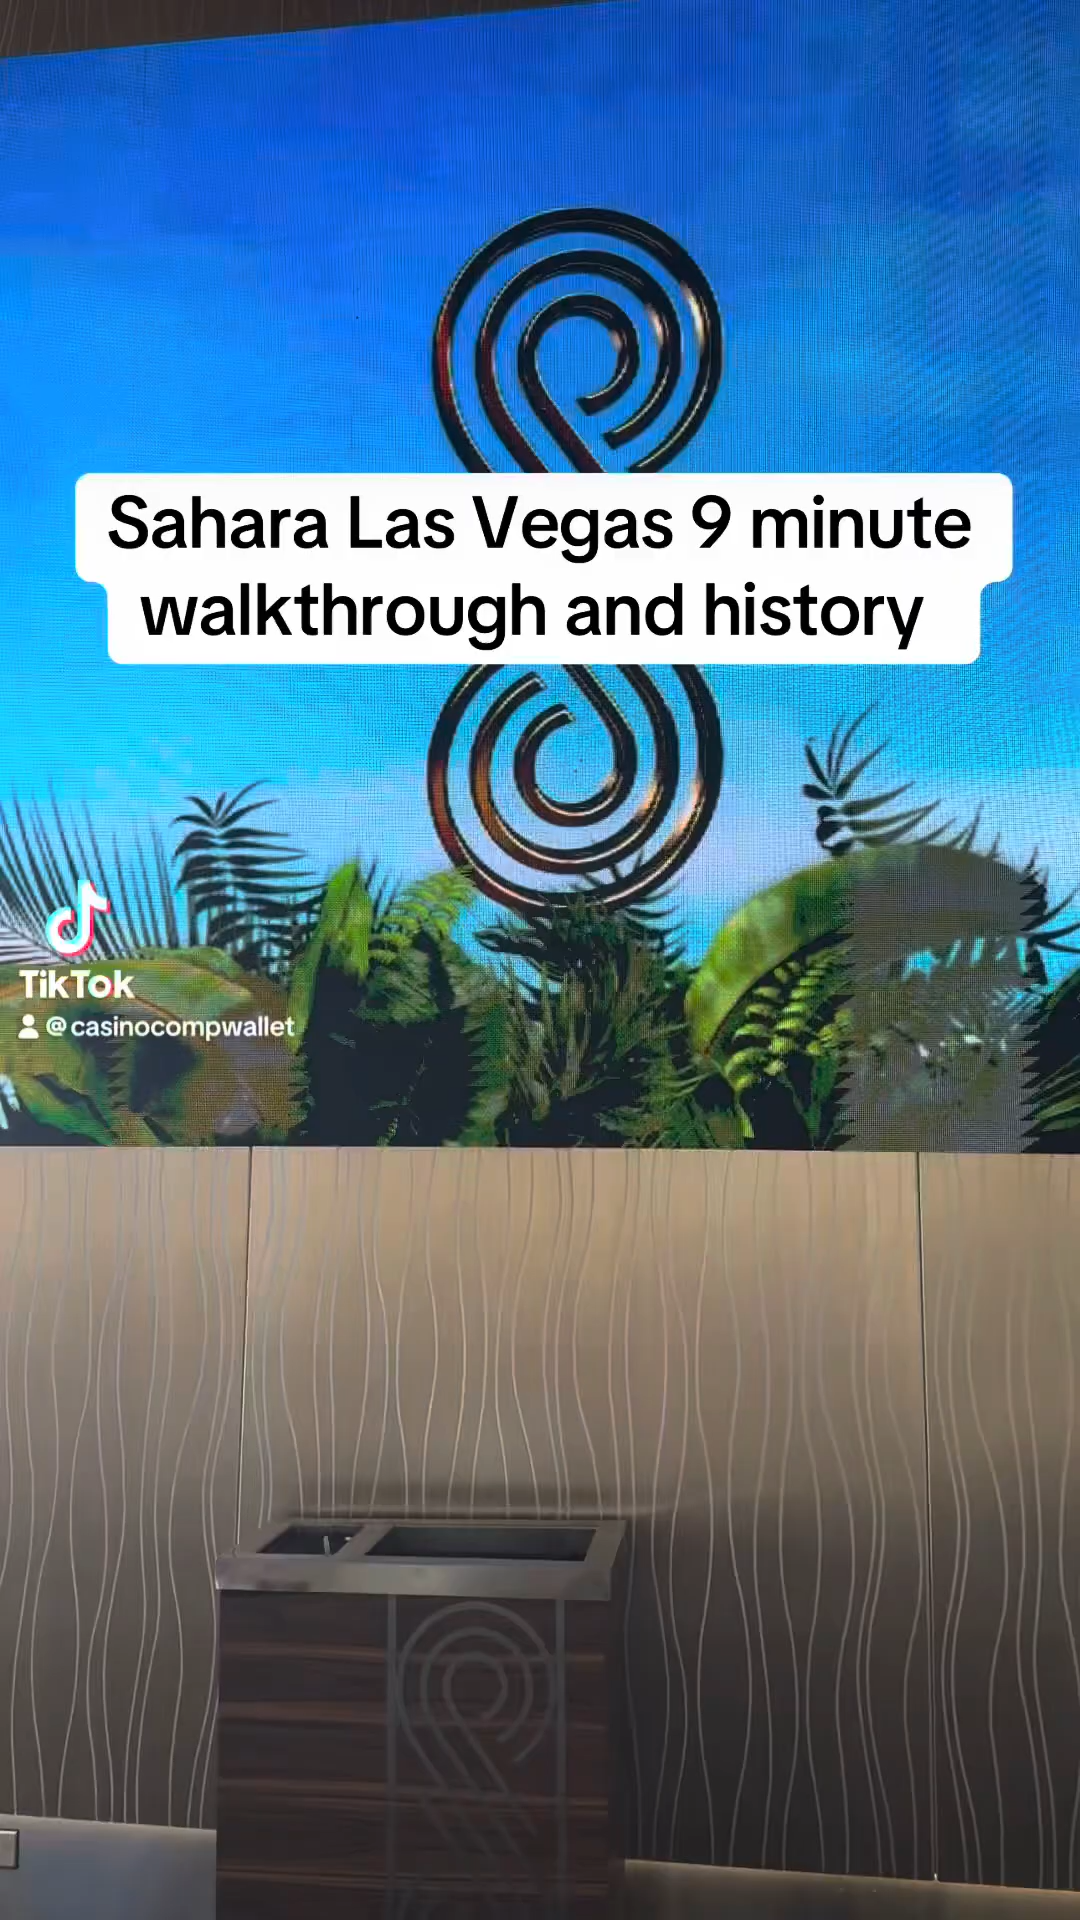 Sahara Las Vegas 9 minute
walkthrough and history
TikTok
@casinocompwallet